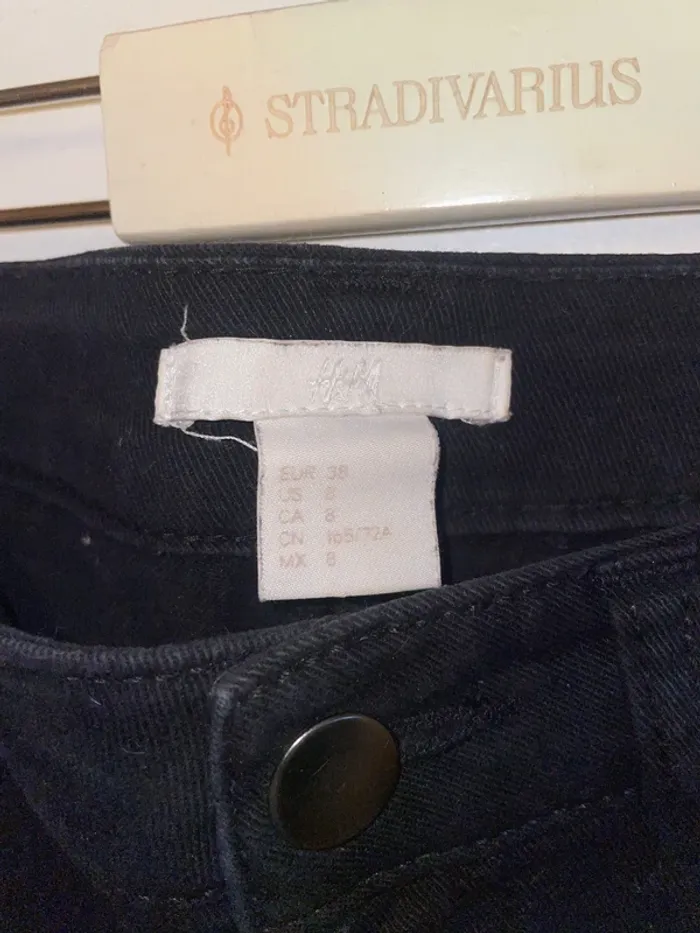 STRADIVARIUS
H&M
EUR 38
US 8
CA 8
CN 165/72A
MX 8